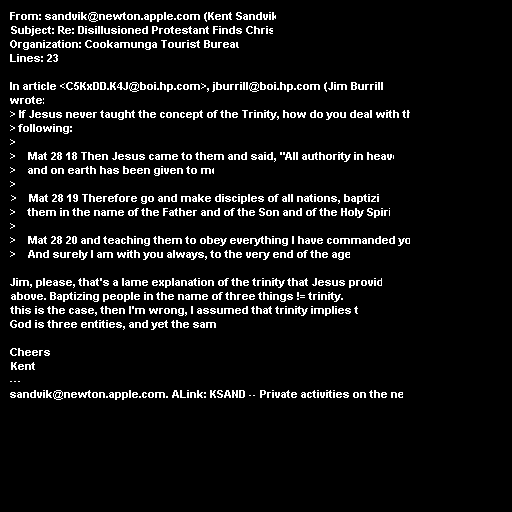 From: sandvik@newton.apple.com (Kent Sandvik
Subject: Re: Disillusioned Protestant Finds Chris
Organization: Cookamunga Tourist Bureau
Lines: 23

In article <C5KxDD.K4J@boi.hp.com>, jburrill@boi.hp.com (Jim Burrill
wrote:
> If Jesus never taught the concept of the Trinity, how do you deal with th
> following:
>
>    Mat 28 18 Then Jesus came to them and said, "All authority in heav
>    and on earth has been given to me
>
>    Mat 28 19 Therefore go and make disciples of all nations, baptizi
>    them in the name of the Father and of the Son and of the Holy Spiri
>
>    Mat 28 20 and teaching them to obey everything I have commanded yo
>    And surely I am with you always, to the very end of the age

Jim, please, that's a lame explanation of the trinity that Jesus provid
above. Baptizing people in the name of three things != trinity.
this is the case, then I'm wrong, I assumed that trinity implies t
God is three entities, and yet the sam

Cheers
Kent
---
sandvik@newton.apple.com. ALink: KSAND -- Private activities on the ne